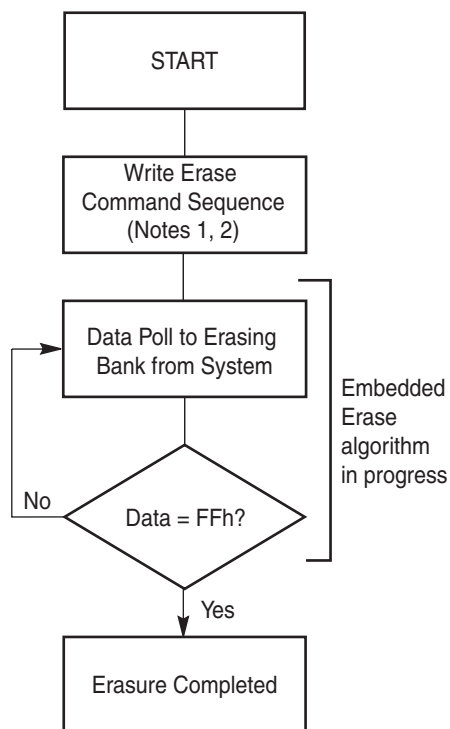 START
Write Erase
Command Sequence
(Notes 1, 2)
Data Poll to Erasing
Bank from System
Embedded
Erase
algorithm
in progress
No
Data = FFh?
Yes
Erasure Completed